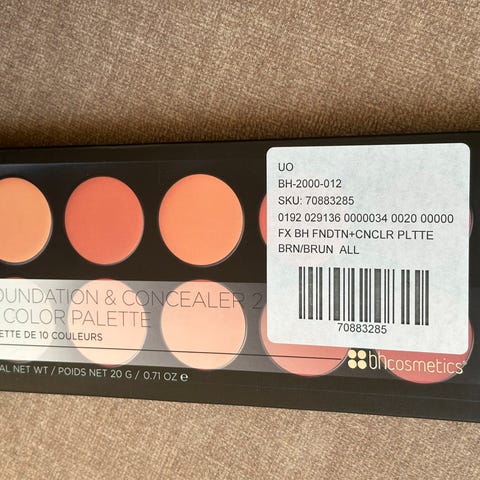 UO
BH-2000-012
SKU: 70883285
0192 029136 0000034 0020 00000
FX BH FNDTN+CNCLR PLTTE
BRN/BRUN ALL
70883285
OUNDATION & CONCEALER 2
COLOR PALETTE
ETTE DE 10 COULEURS
AL NET WT / POIDS NET 20 G / 0.71 OZ e
bhcosmetics